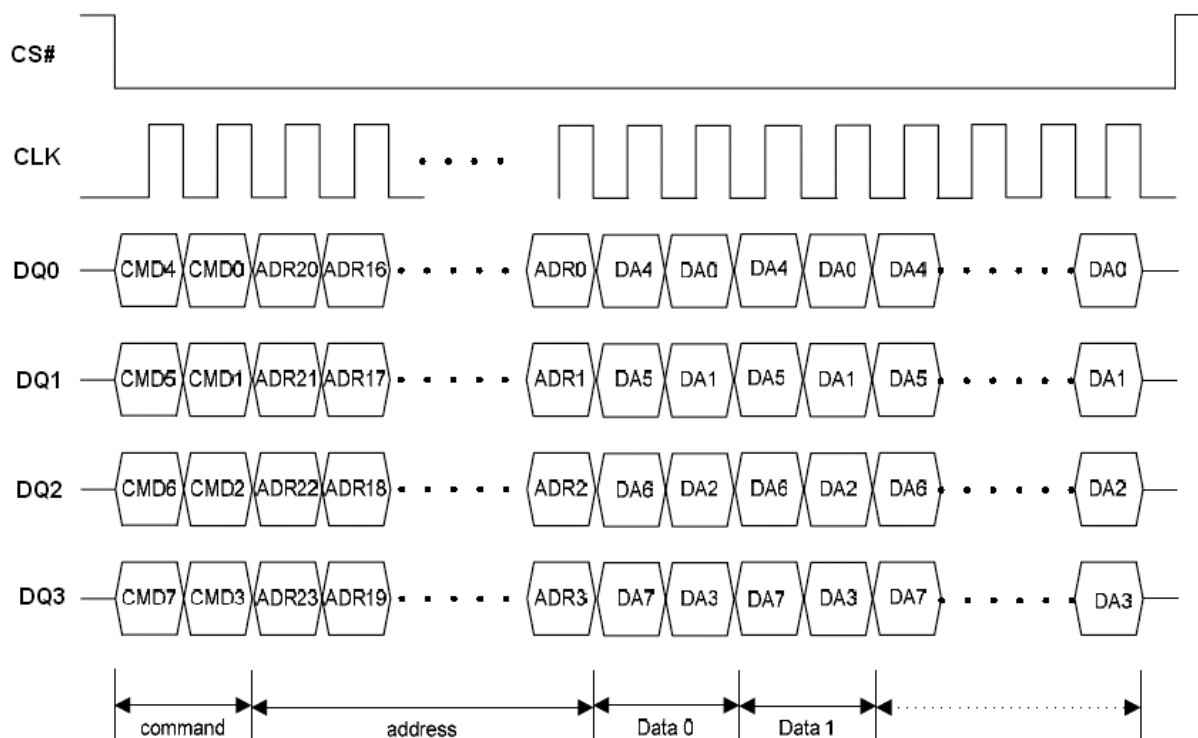 CS#
CLK
DQ0 CMD4 CMD0 ADR20 ADR16 ADR0 DA4 DA0 DA4 DA0 DA4 DA0
DQ1 CMD5 CMD1 ADR21 ADR17 ADR1 DA5 DA1 DA5 DA1 DA5 DA1
DQ2 CMD6 CMD2 ADR22 ADR18 ADR2 DA6 DA2 DA6 DA2 DA6 DA2
DQ3 CMD7 CMD3 ADR23 ADR19 ADR3 DA7 DA3 DA7 DA3 DA7 DA3
command address Data 0 Data 1